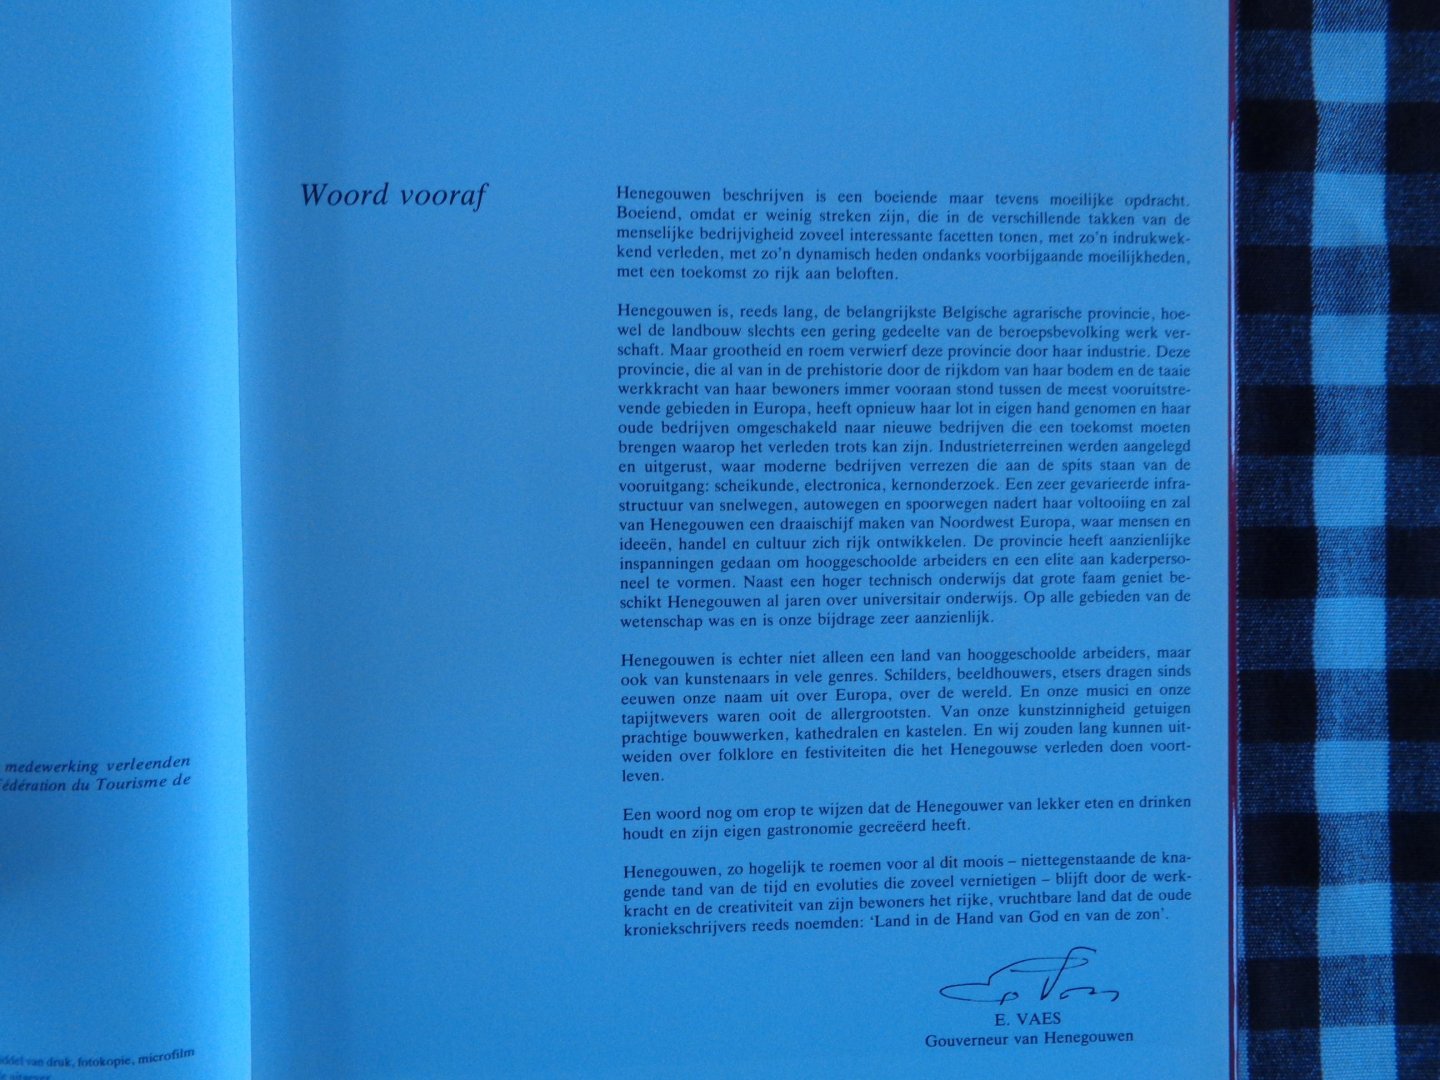 medewerking verleenden
Fédération du Tourisme de
van druk, fotokopie, microfilm
Woord vooraf
Henegouwen beschrijven is een boeiende maar tevens moeilijke opdracht.
Boeiend, omdat er weinig streken zijn, die in de verschillende takken van de
menselijke bedrijvigheid zoveel interessante facetten tonen, met zo'n indrukwek-
kend verleden, met zo'n dynamisch heden ondanks voorbijgaande moeilijkheden,
met een toekomst zo rijk aan beloften.
Henegouwen is, reeds lang, de belangrijkste Belgische agrarische provincie, hoe-
wel de landbouw slechts een gering gedeelte van de beroepsbevolking werk ver-
schaft. Maar grootheid en roem verwierf deze provincie door haar industrie. Deze
provincie, die al van in de prehistorie door de rijkdom van haar bodem en de taaie
werkkracht van haar bewoners immer vooraan stond tussen de meest vooruitstre-
vende gebieden in Europa, heeft opnieuw haar lot in eigen hand genomen en haar
oude bedrijven omgeschakeld naar nieuwe bedrijven die een toekomst moeten
brengen waarop het verleden trots kan zijn. Industrieterreinen werden aangelegd
en uitgerust, waar moderne bedrijven verrezen die aan de spits staan van de
vooruitgang: scheikunde, electronica, kernonderzoek. Een zeer gevarieerde infra-
structuur van snelwegen, autowegen en spoorwegen nadert haar voltooiing en zal
van Henegouwen een draaischijf maken van Noordwest Europa, waar mensen en
ideeën, handel en cultuur zich rijk ontwikkelen. De provincie heeft aanzienlijke
inspanningen gedaan om hooggeschoolde arbeiders en een elite aan kaderperso-
neel te vormen. Naast een hoger technisch onderwijs dat grote faam geniet be-
schikt Henegouwen al jaren over universitair onderwijs. Op alle gebieden van de
wetenschap was en is onze bijdrage zeer aanzienlijk.
Henegouwen is echter niet alleen een land van hooggeschoolde arbeiders, maar
ook van kunstenaars in vele genres. Schilders, beeldhouwers, etsers dragen sinds
eeuwen onze naam uit over Europa, over de wereld. En onze musici en onze
tapijtwevers waren ooit de allergrootsten. Van onze kunstzinnigheid getuigen
prachtige bouwwerken, kathedralen en kastelen. En wij zouden lang kunnen uit-
weiden over folklore en festiviteiten die het Henegouwse verleden doen voort-
leven.
Een woord nog om erop te wijzen dat de Henegouwer van lekker eten en drinken
houdt en zijn eigen gastronomie gecreëerd heeft.
Henegouwen, zo hogelijk te roemen voor al dit moois – niettegenstaande de kna-
gende tand van de tijd en evoluties die zoveel vernietigen – blijft door de werk-
kracht en de creativiteit van zijn bewoners het rijke, vruchtbare land dat de oude
kroniekschrijvers reeds noemden: 'Land in de Hand van God en van de zon'.
E. VAES
Gouverneur van Henegouwen